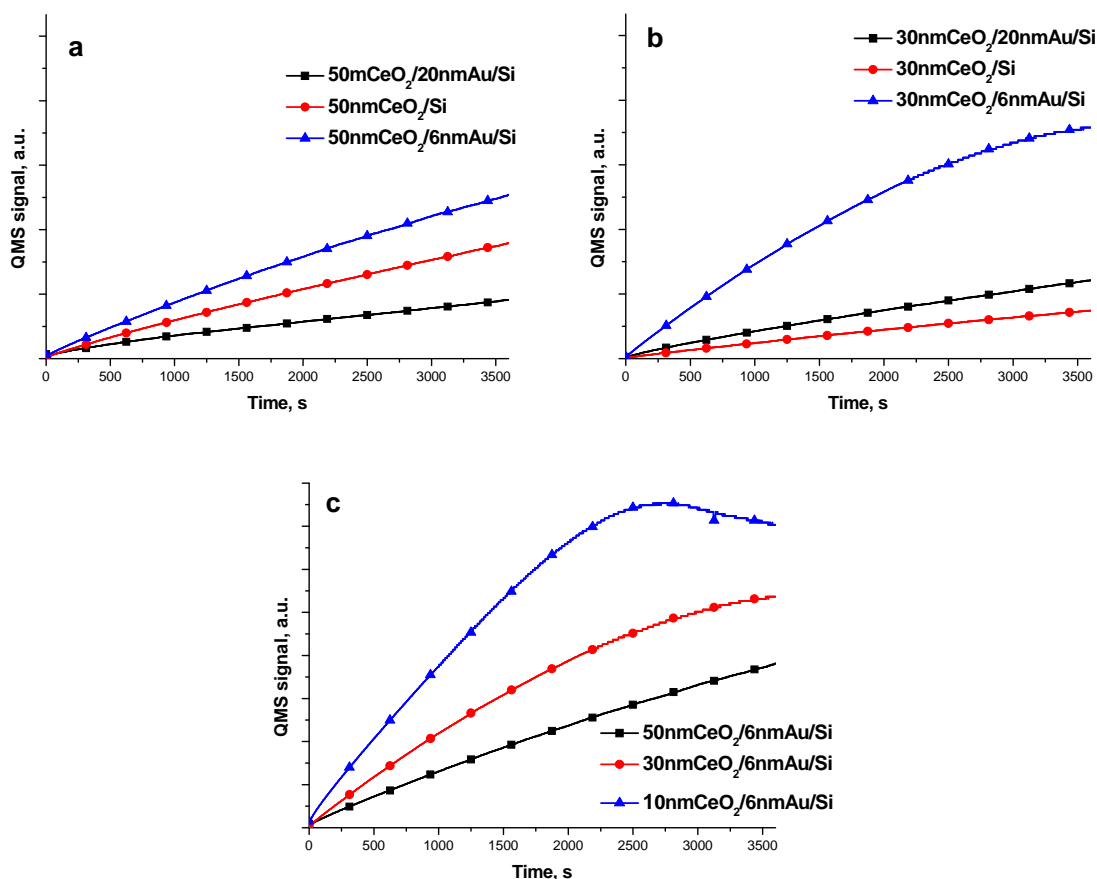 a
50mCeO₂/20nmAu/Si
50nmCeO₂/Si
50nmCeO₂/6nmAu/Si
QMS signal, a.u.
0 500 1000 1500 2000 2500 3000 3500
Time, s
b
30nmCeO₂/20nmAu/Si
30nmCeO₂/Si
30nmCeO₂/6nmAu/Si
QMS signal, a.u.
0 500 1000 1500 2000 2500 3000 3500
Time, s
c
QMS signal, a.u.
50nmCeO₂/6nmAu/Si
30nmCeO₂/6nmAu/Si
10nmCeO₂/6nmAu/Si
0 500 1000 1500 2000 2500 3000 3500
Time, s